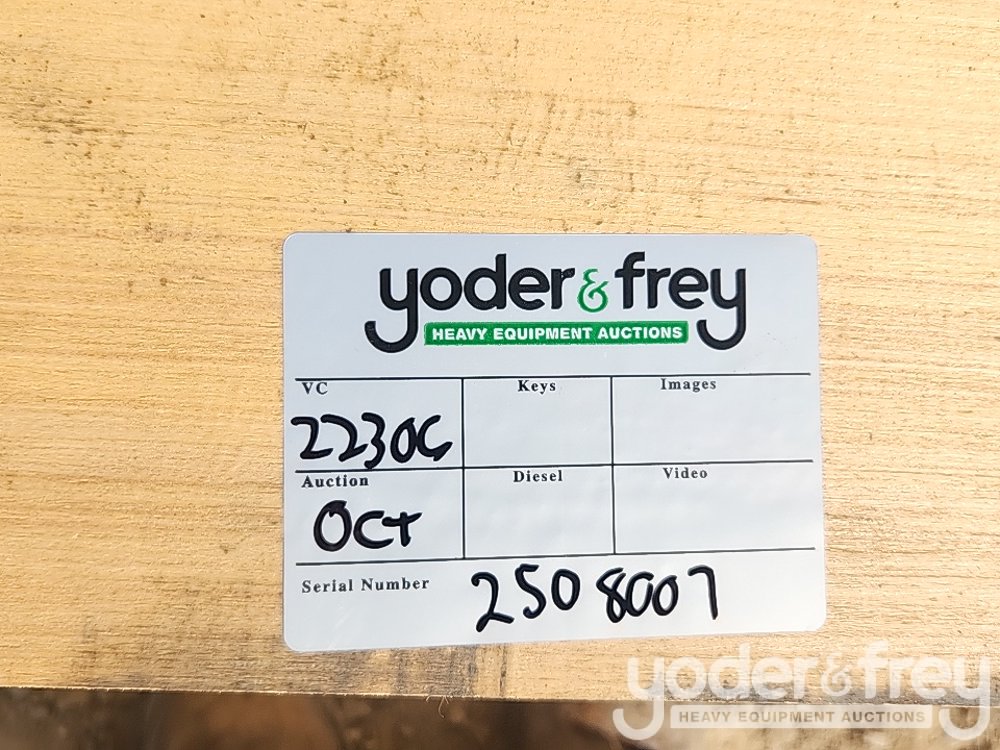 yoder & frey
HEAVY EQUIPMENT AUCTIONS
VC Keys Images
2230G
Auction Diesel Video
Oct
Serial Number 2508007
yoder & frey
HEAVY EQUIPMENT AUCTIONS